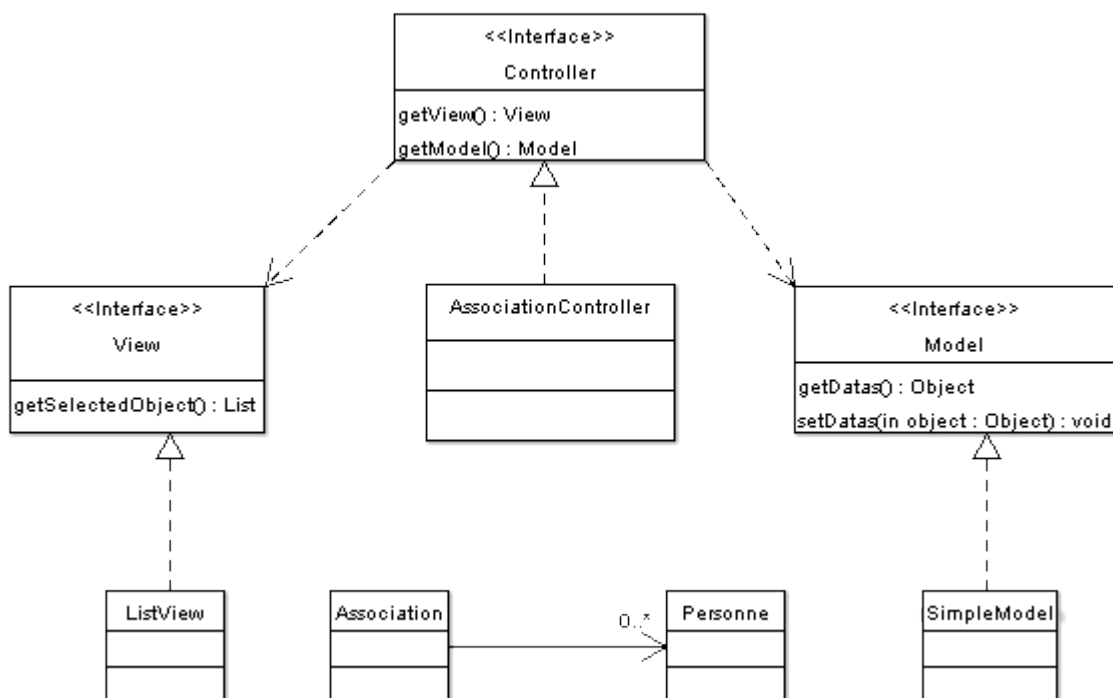 <<Interface>>
Controller
getView() : View
getModel() : Model
<<Interface>>
View
getSelectedObject() : List
AssociationController
<<Interface>>
Model
getDatas() : Object
setDatas(in object : Object) : void
ListView
Association
0..*
Personne
SimpleModel